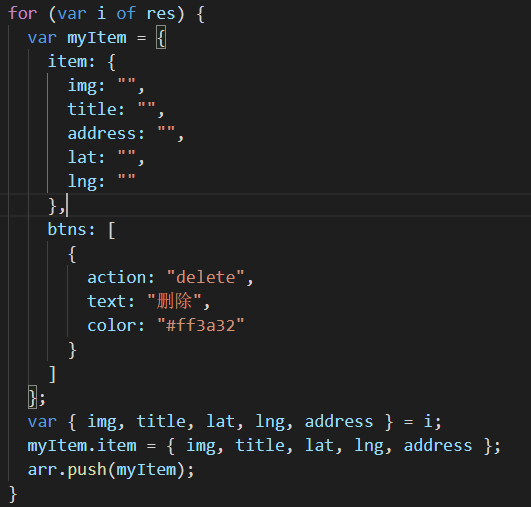 for (var i of res) {
  var myItem = {
    item: {
      img: "",
      title: "",
      address: "",
      lat: "",
      lng: ""
    },
    btns: [
      {
        action: "delete",
        text: "删除",
        color: "#ff3a32"
      }
    ]
  };
  var { img, title, lat, lng, address } = i;
  myItem.item = { img, title, lat, lng, address };
  arr.push(myItem);
}